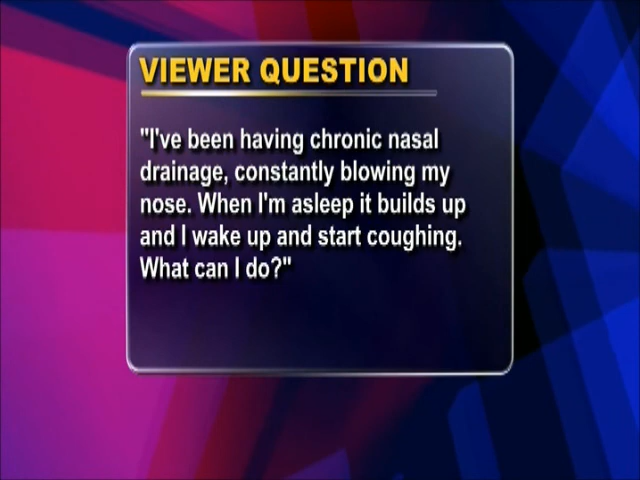 VIEWER QUESTION
"I've been having chronic nasal
drainage, constantly blowing my
nose. When I'm asleep it builds up
and I wake up and start coughing.
What can I do?"